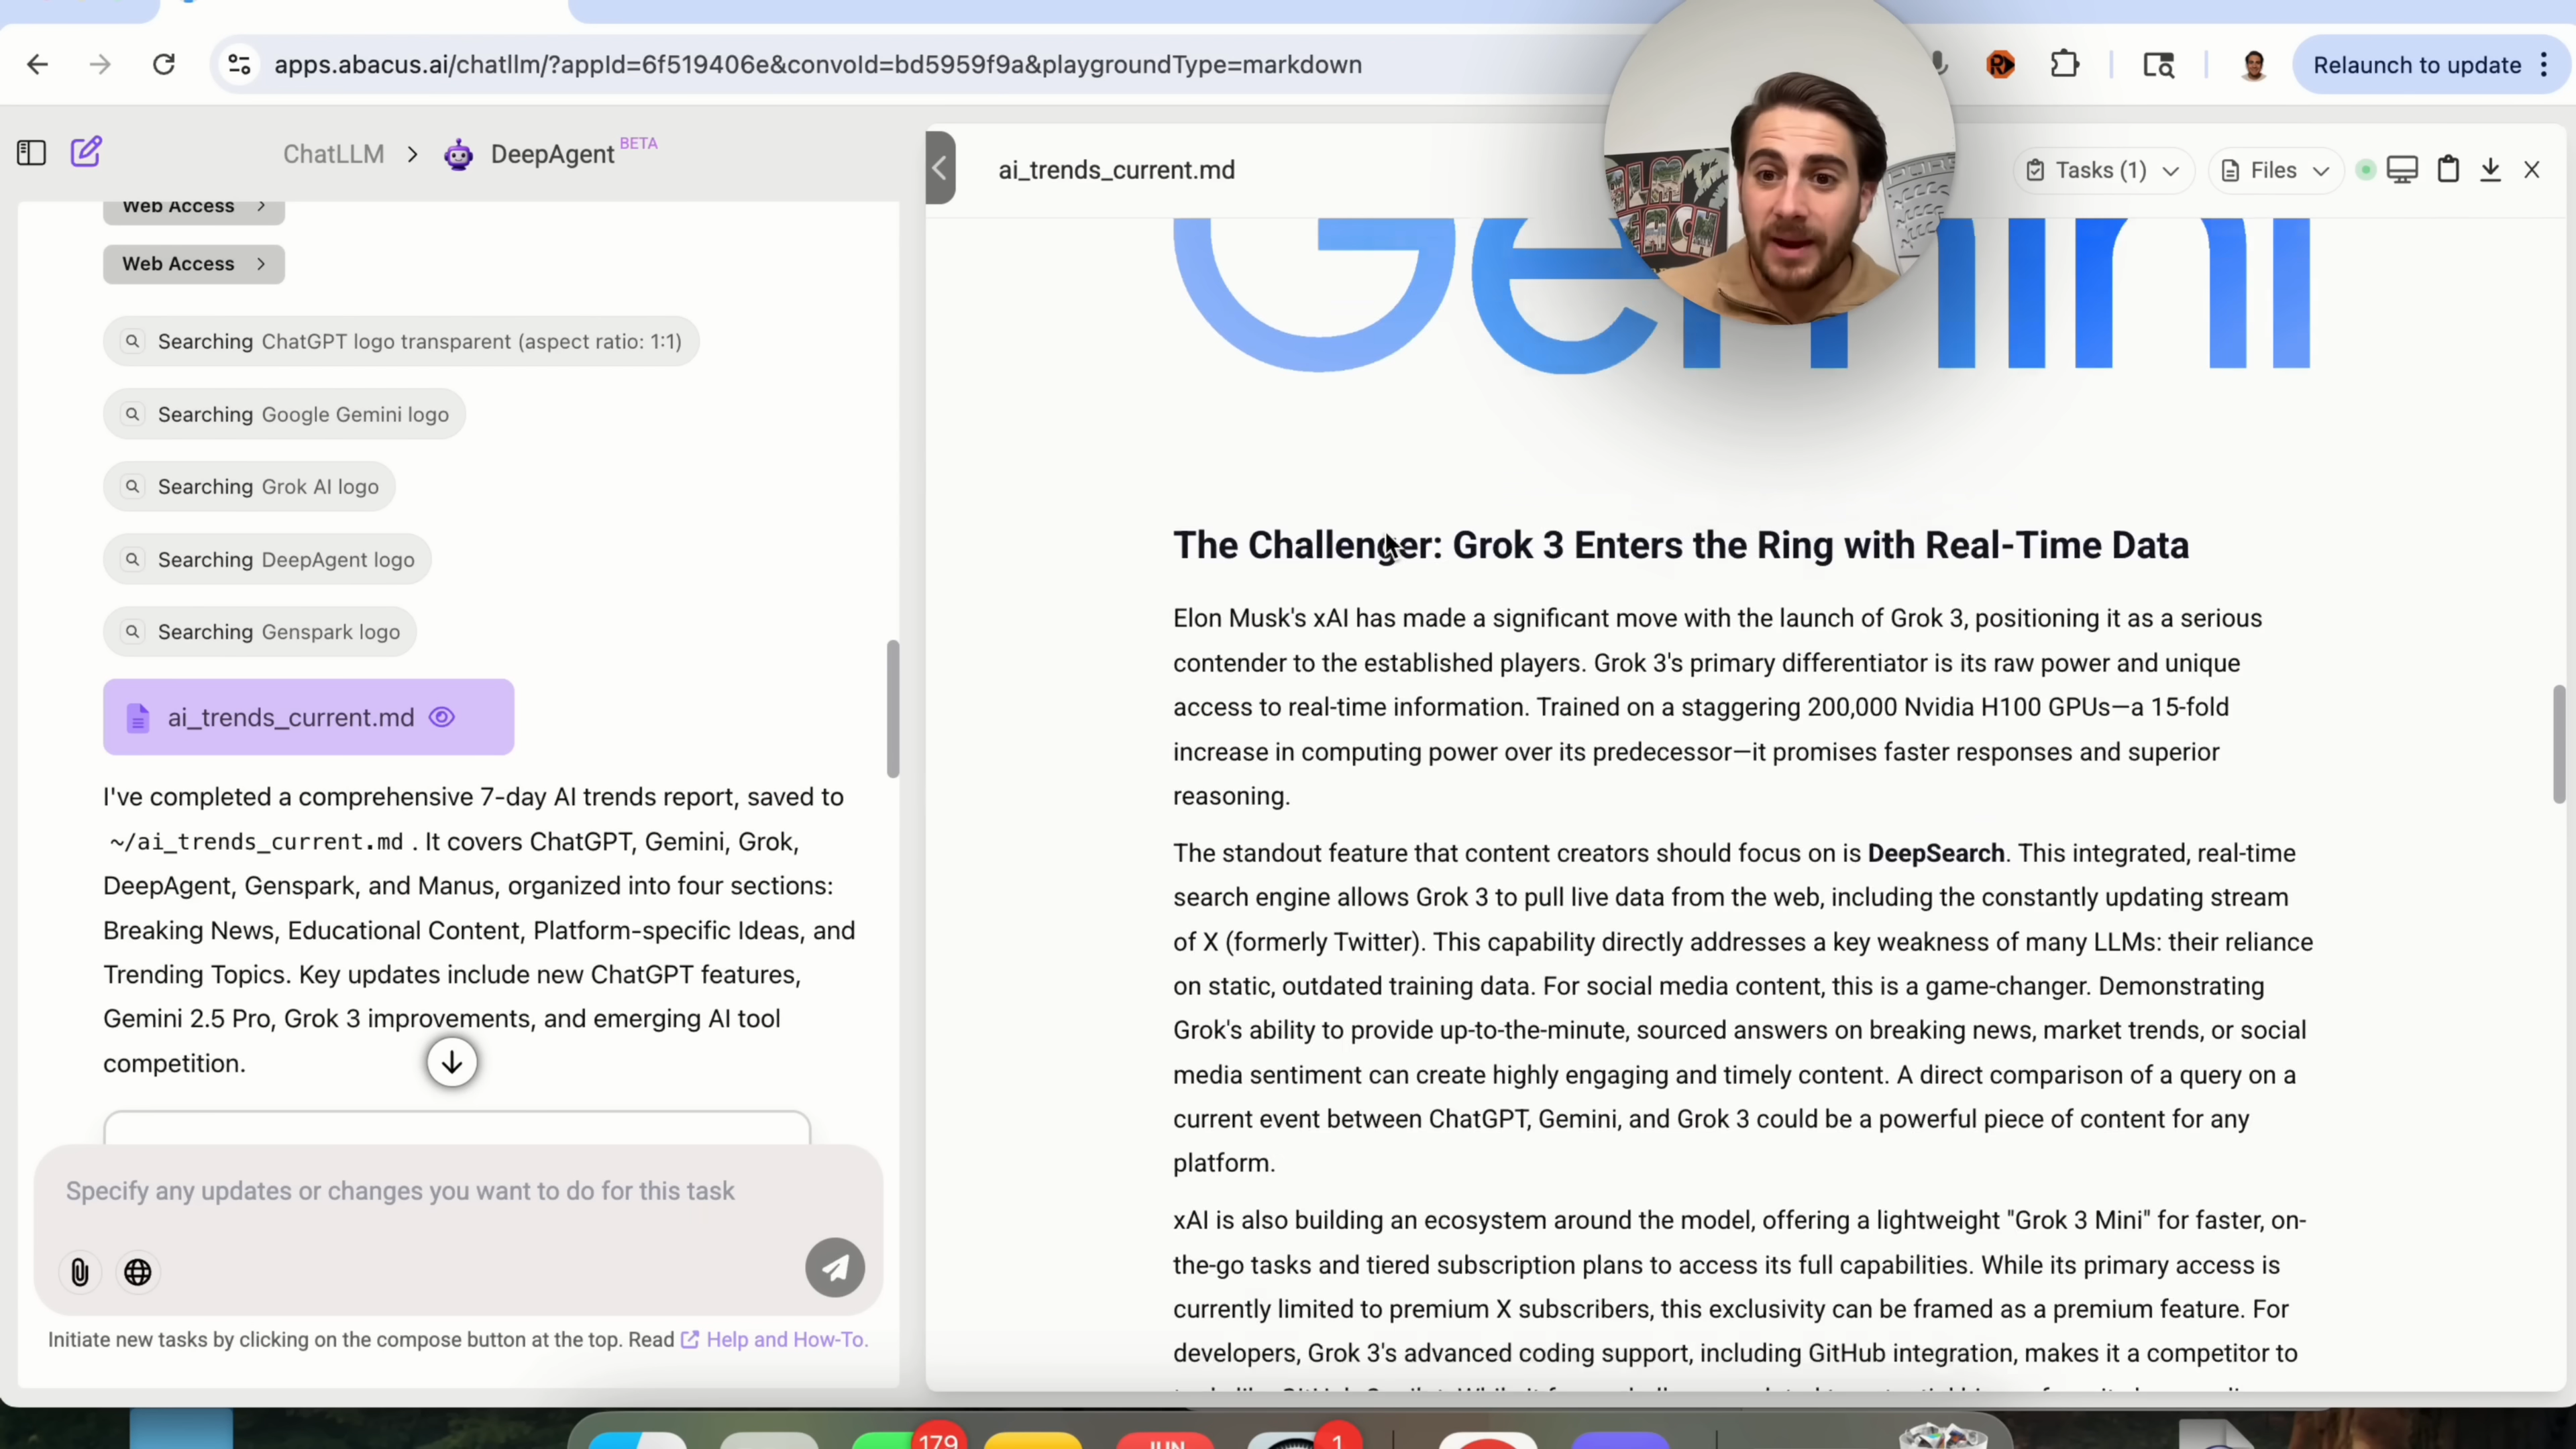 apps.abacus.ai/chatllm/?appId=6f519406e&convoId=bd5959f9a&playgroundType=markdown
Relaunch to update
ChatLLM > DeepAgent BETA
Web Access >
Web Access >
Searching ChatGPT logo transparent (aspect ratio: 1:1)
Searching Google Gemini logo
Searching Grok AI logo
Searching DeepAgent logo
Searching Genspark logo
ai_trends_current.md
I've completed a comprehensive 7-day AI trends report, saved to
~/ai_trends_current.md . It covers ChatGPT, Gemini, Grok,
DeepAgent, Genspark, and Manus, organized into four sections:
Breaking News, Educational Content, Platform-specific Ideas, and
Trending Topics. Key updates include new ChatGPT features,
Gemini 2.5 Pro, Grok 3 improvements, and emerging AI tool
competition.
Specify any updates or changes you want to do for this task
Initiate new tasks by clicking on the compose button at the top. Read Help and How-To.
ai_trends_current.md
Tasks (1)
Files
Gemini
The Challenger: Grok 3 Enters the Ring with Real-Time Data
Elon Musk's xAI has made a significant move with the launch of Grok 3, positioning it as a serious
contender to the established players. Grok 3's primary differentiator is its raw power and unique
access to real-time information. Trained on a staggering 200,000 Nvidia H100 GPUs—a 15-fold
increase in computing power over its predecessor—it promises faster responses and superior
reasoning.
The standout feature that content creators should focus on is DeepSearch. This integrated, real-time
search engine allows Grok 3 to pull live data from the web, including the constantly updating stream
of X (formerly Twitter). This capability directly addresses a key weakness of many LLMs: their reliance
on static, outdated training data. For social media content, this is a game-changer. Demonstrating
Grok's ability to provide up-to-the-minute, sourced answers on breaking news, market trends, or social
media sentiment can create highly engaging and timely content. A direct comparison of a query on a
current event between ChatGPT, Gemini, and Grok 3 could be a powerful piece of content for any
platform.
xAI is also building an ecosystem around the model, offering a lightweight "Grok 3 Mini" for faster, on-
the-go tasks and tiered subscription plans to access its full capabilities. While its primary access is
currently limited to premium X subscribers, this exclusivity can be framed as a premium feature. For
developers, Grok 3's advanced coding support, including GitHub integration, makes it a competitor to
179
JUN
1